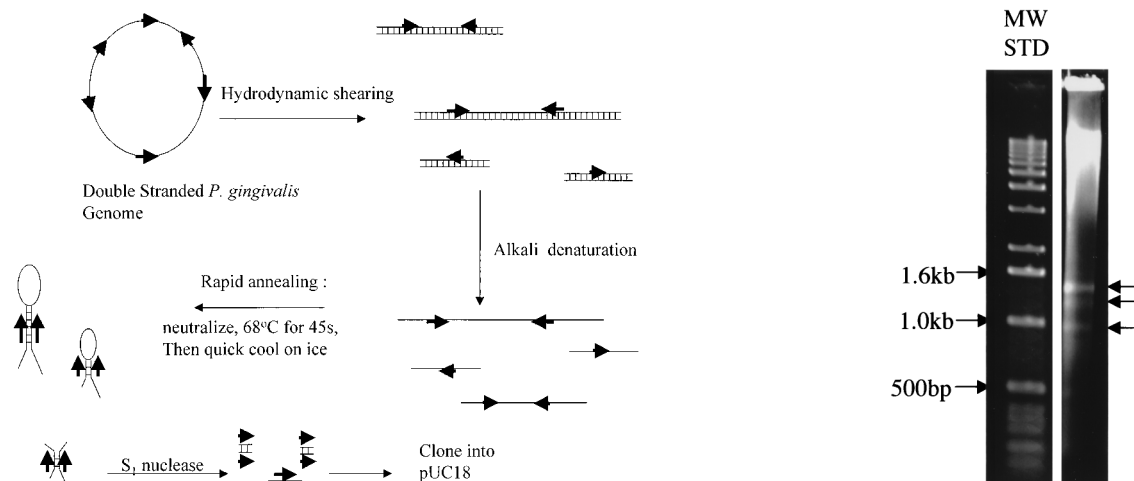 Hydrodynamic shearing
Double Stranded P. gingivalis
Genome
Alkali denaturation
Rapid annealing :
neutralize, 68°C for 45s,
Then quick cool on ice
S₁ nuclease
Clone into
pUC18
MW
STD
1.6kb
1.0kb
500bp